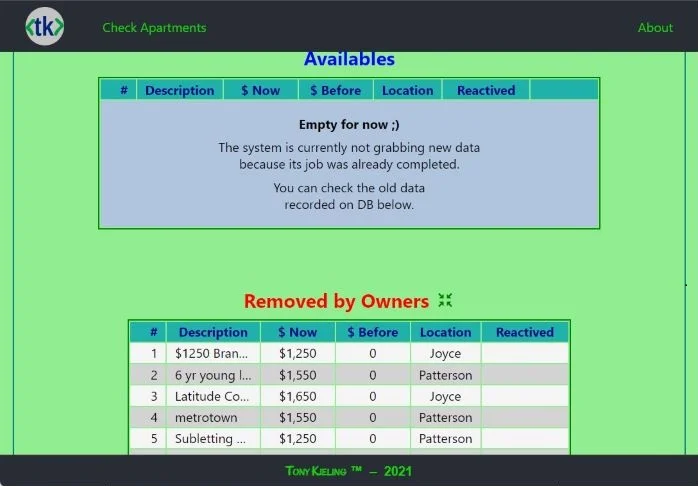 <tk>
Check Apartments
About
Availables
# Description $ Now $ Before Location Reactived
Empty for now ;)
The system is currently not grabbing new data
because its job was already completed.
You can check the old data
recorded on DB below.
Removed by Owners
# Description $ Now $ Before Location Reactived
1 $1250 Bran... $1,250 0 Joyce
2 6 yr young l... $1,550 0 Patterson
3 Latitude Co... $1,650 0 Joyce
4 metrotown $1,550 0 Patterson
5 Subletting ... $1,250 0 Patterson
Tony Kieling ™ – 2021